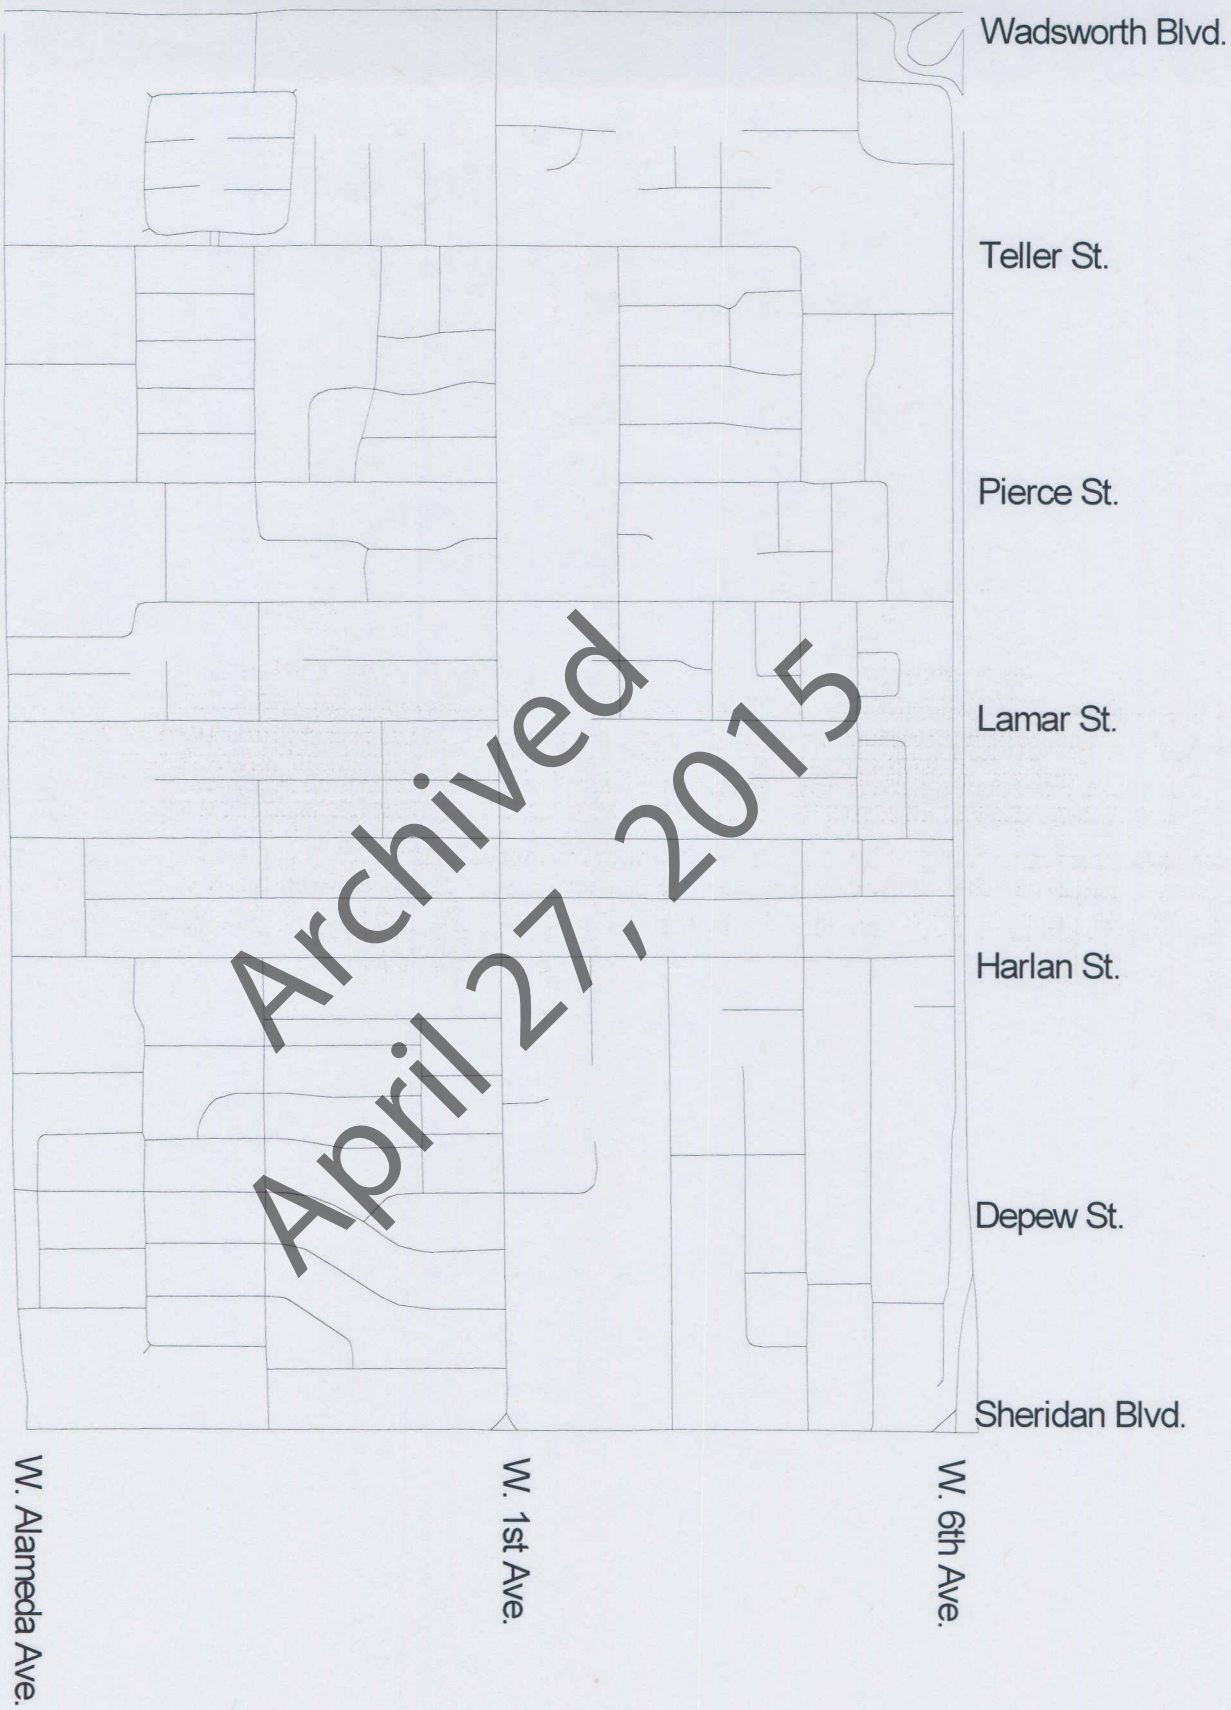 Wadsworth Blvd.
Teller St.
Pierce St.
Lamar St.
Harlan St.
Depew St.
Sheridan Blvd.
W. Alameda Ave.
W. 1st Ave.
W. 6th Ave.
Archived
April 27, 2015